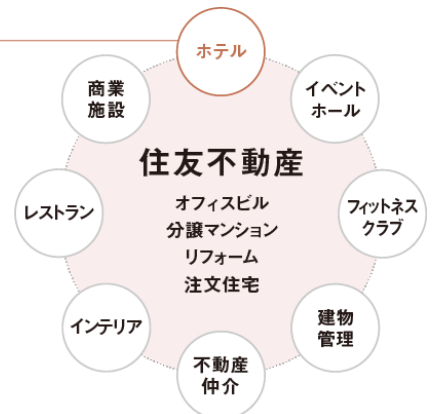 ホテル
商業
施設
イベント
ホール
住友不動産
オフィスビル
分譲マンション
リフォーム
注文住宅
レストラン
フィットネス
クラブ
インテリア
建物
管理
不動産
仲介